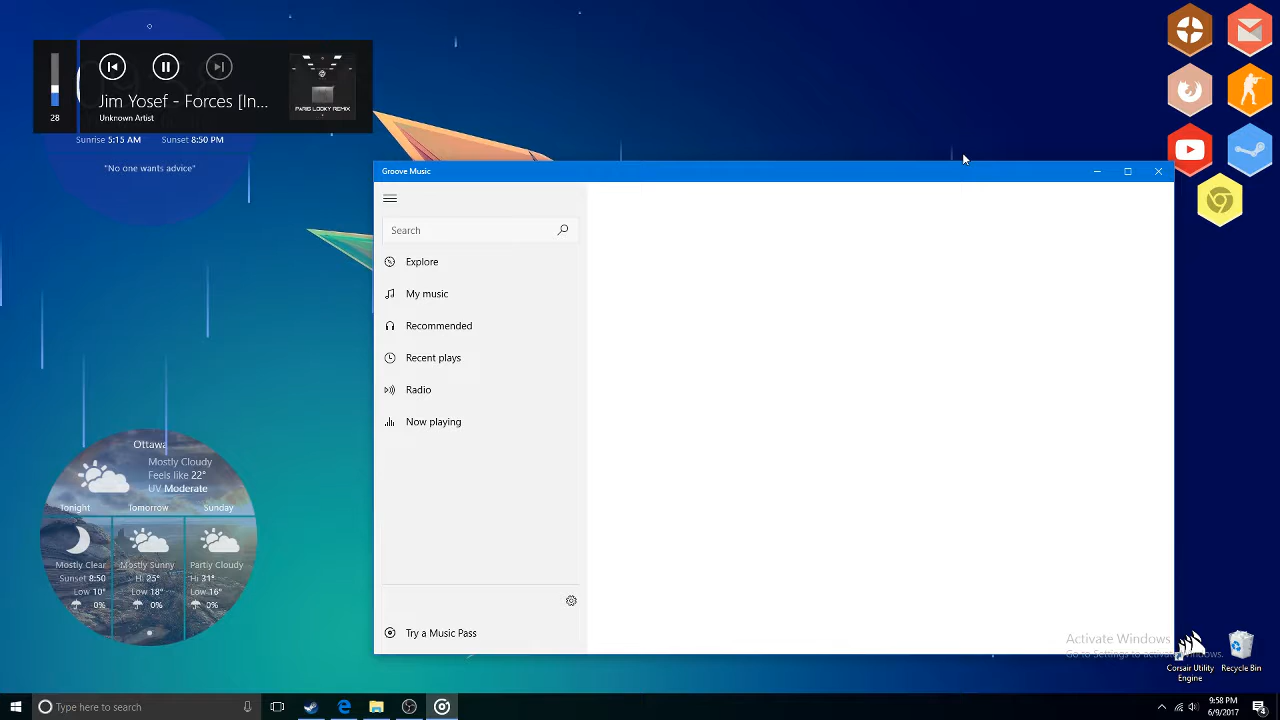 Jim Yosef - Forces [In...
Unknown Artist
28
PARIS LOOKY REMIX
Sunrise 5:15 AM
Sunset 8:50 PM
"No one wants advice"
Groove Music
Search
Explore
My music
Recommended
Recent plays
Radio
Now playing
Try a Music Pass
Ottawa
Mostly Cloudy
Feels like 22°
UV Moderate
Tonight
Tomorrow
Sunday
Mostly Clear
Mostly Sunny
Partly Cloudy
Sunset 8:50
Hi 25°
Hi 31°
Low 10°
Low 18°
Low 16°
0%
0%
0%
Activate Windows
Go to Settings to activate Windows.
Corsair Utility
Engine
Recycle Bin
Type here to search
9:58 PM
6/9/2017
4